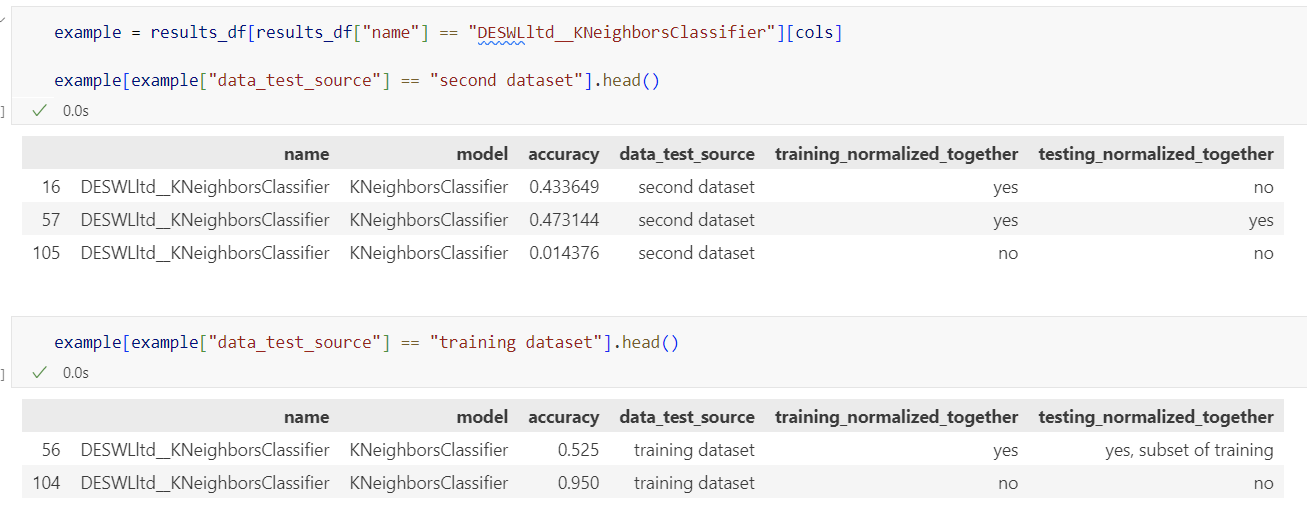 example = results_df[results_df["name"] == "DESWLltd__KNeighborsClassifier"][cols]
example[example["data_test_source"] == "second dataset"].head()
] 0.0s
name model accuracy data_test_source training_normalized_together testing_normalized_together
16 DESWLltd__KNeighborsClassifier KNeighborsClassifier 0.433649 second dataset yes no
57 DESWLltd__KNeighborsClassifier KNeighborsClassifier 0.473144 second dataset yes yes
105 DESWLltd__KNeighborsClassifier KNeighborsClassifier 0.014376 second dataset no no
example[example["data_test_source"] == "training dataset"].head()
] 0.0s
name model accuracy data_test_source training_normalized_together testing_normalized_together
56 DESWLltd__KNeighborsClassifier KNeighborsClassifier 0.525 training dataset yes yes, subset of training
104 DESWLltd__KNeighborsClassifier KNeighborsClassifier 0.950 training dataset no no